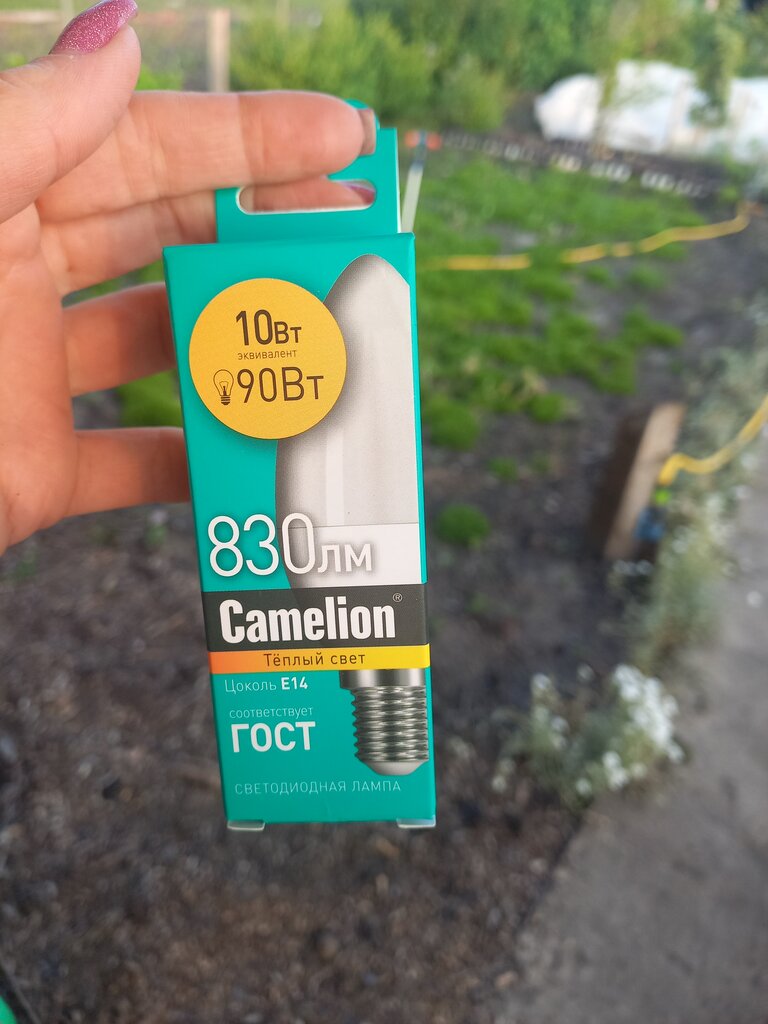 10Вт
эквивалент
90Вт
830лм
Camelion®
Тёплый свет
Цоколь E14
соответствует
ГОСТ
СВЕТОДИОДНАЯ ЛАМПА